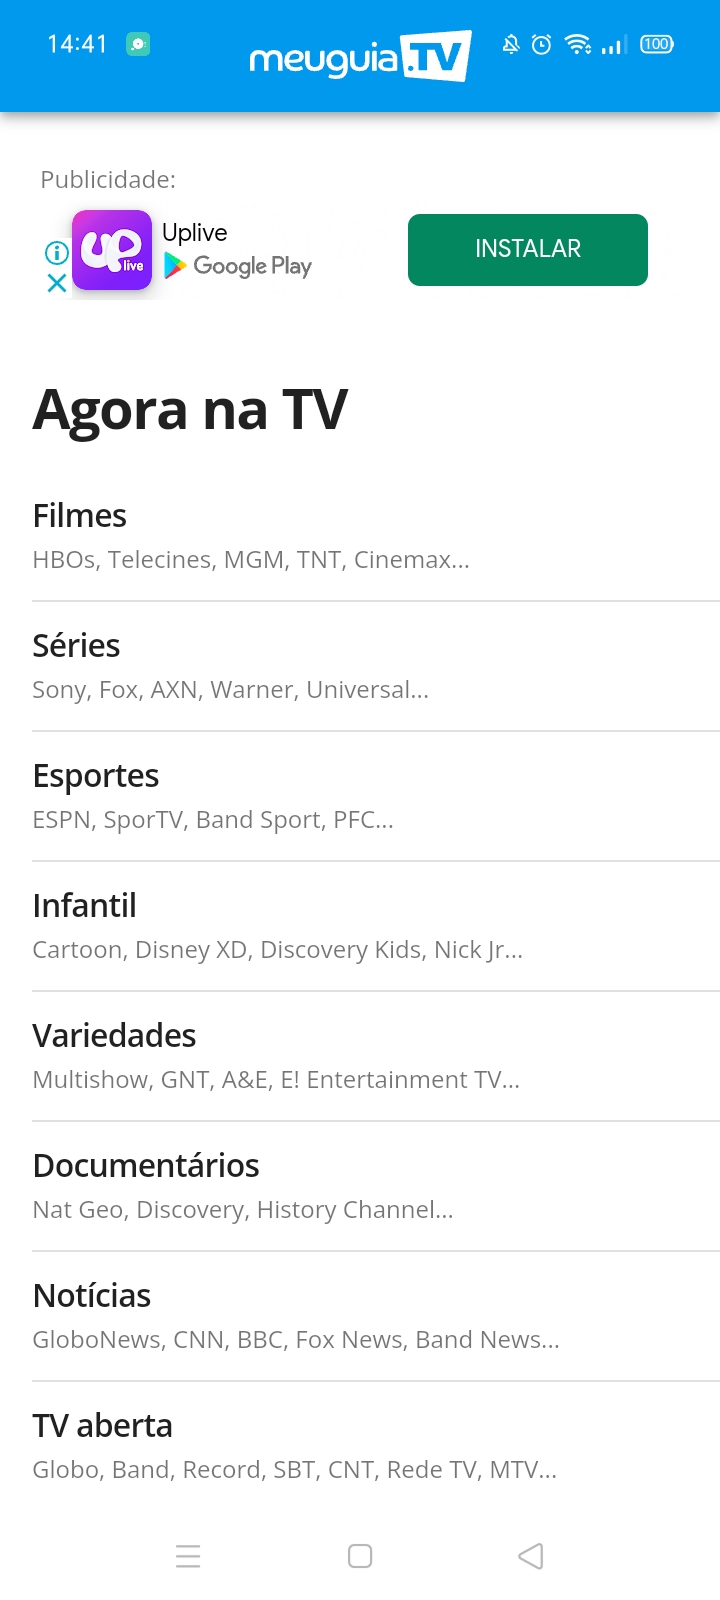 14:41
meuguia.TV
100
Publicidade:
up live
Uplive
Google Play
INSTALAR
Agora na TV
Filmes
HBOs, Telecines, MGM, TNT, Cinemax...
Séries
Sony, Fox, AXN, Warner, Universal...
Esportes
ESPN, SporTV, Band Sport, PFC...
Infantil
Cartoon, Disney XD, Discovery Kids, Nick Jr...
Variedades
Multishow, GNT, A&E, E! Entertainment TV...
Documentários
Nat Geo, Discovery, History Channel...
Notícias
GloboNews, CNN, BBC, Fox News, Band News...
TV aberta
Globo, Band, Record, SBT, CNT, Rede TV, MTV...